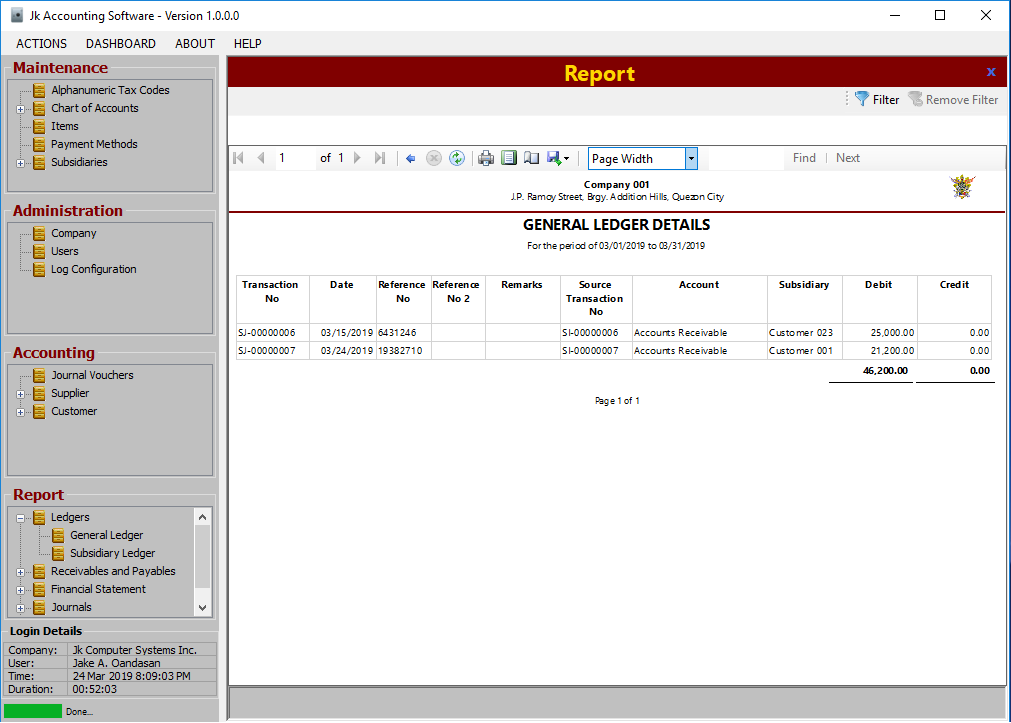 Jk Accounting Software - Version 1.0.0.0
ACTIONS DASHBOARD ABOUT HELP
Maintenance
Alphanumeric Tax Codes
Chart of Accounts
Items
Payment Methods
Subsidiaries
Administration
Company
Users
Log Configuration
Accounting
Journal Vouchers
Supplier
Customer
Report
Ledgers
General Ledger
Subsidiary Ledger
Receivables and Payables
Financial Statement
Journals
Login Details
Company: Jk Computer Systems Inc.
User: Jake A. Oandasan
Time: 24 Mar 2019 8:09:03 PM
Duration: 00:52:03
Done...
Report x
Filter Remove Filter
1 of 1 Page Width Find Next
Company 001
J.P. Ramoy Street, Brgy. Addition Hills, Quezon City
GENERAL LEDGER DETAILS
For the period of 03/01/2019 to 03/31/2019
Transaction No Date Reference No Reference No 2 Remarks Source Transaction No Account Subsidiary Debit Credit
SJ-00000006 03/15/2019 6431246 SI-00000006 Accounts Receivable Customer 023 25,000.00 0.00
SJ-00000007 03/24/2019 19382710 SI-00000007 Accounts Receivable Customer 001 21,200.00 0.00
46,200.00 0.00
Page 1 of 1